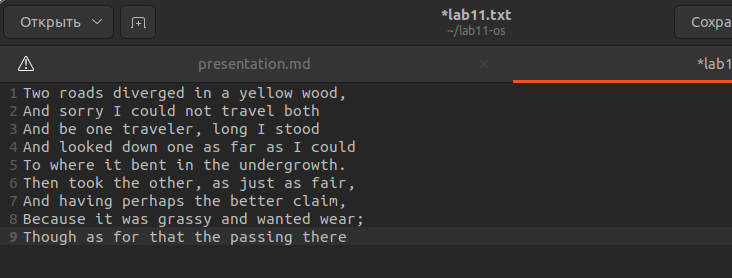 Открыть
*lab11.txt
~/lab11-os
Сохра
presentation.md
*lab1
1 Two roads diverged in a yellow wood,
2 And sorry I could not travel both
3 And be one traveler, long I stood
4 And looked down one as far as I could
5 To where it bent in the undergrowth.
6 Then took the other, as just as fair,
7 And having perhaps the better claim,
8 Because it was grassy and wanted wear;
9 Though as for that the passing there